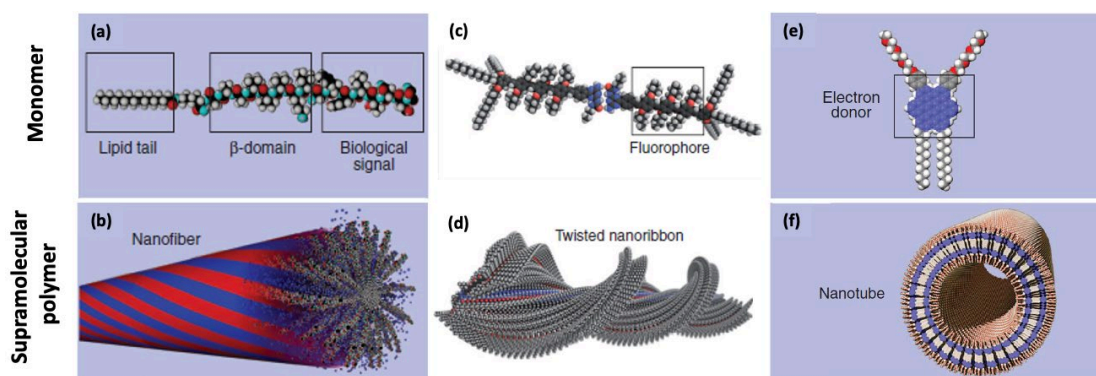 Monomer
(a)
Lipid tail
β-domain
Biological
signal
(c)
Fluorophore
(e)
Electron
donor
Supramolecular
polymer
(b)
Nanofiber
(d)
Twisted nanoribbon
(f)
Nanotube